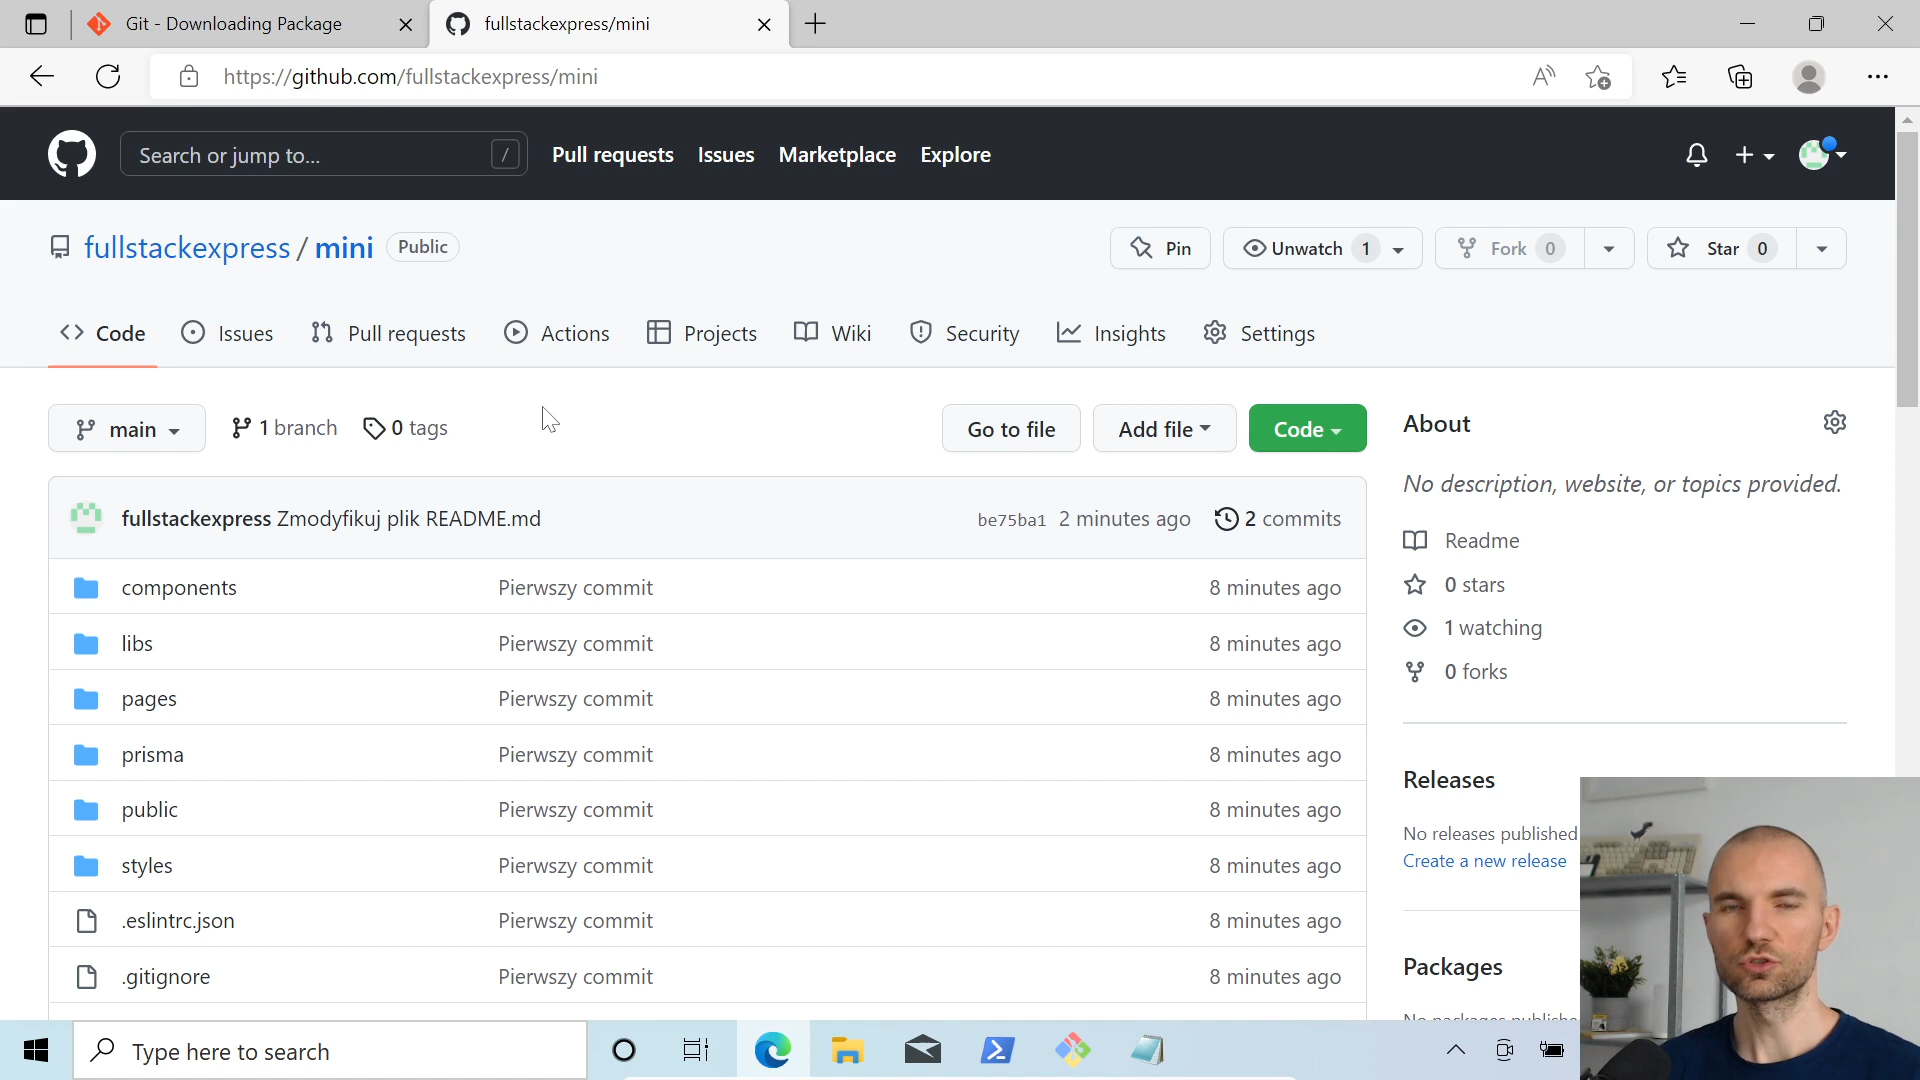 Git - Downloading Package
fullstackexpress/mini
https://github.com/fullstackexpress/mini
Search or jump to...
/
Pull requests
Issues
Marketplace
Explore
fullstackexpress / mini
Public
Pin
Unwatch 1
Fork 0
Star 0
Code
Issues
Pull requests
Actions
Projects
Wiki
Security
Insights
Settings
main
1 branch
0 tags
Go to file
Add file
Code
About
No description, website, or topics provided.
Readme
0 stars
1 watching
0 forks
fullstackexpress Zmodyfikuj plik README.md
be75ba1 2 minutes ago
2 commits
components Pierwszy commit 8 minutes ago
libs Pierwszy commit 8 minutes ago
pages Pierwszy commit 8 minutes ago
prisma Pierwszy commit 8 minutes ago
public Pierwszy commit 8 minutes ago
styles Pierwszy commit 8 minutes ago
.eslintrc.json Pierwszy commit 8 minutes ago
.gitignore Pierwszy commit 8 minutes ago
Releases
No releases published
Create a new release
Packages
Type here to search